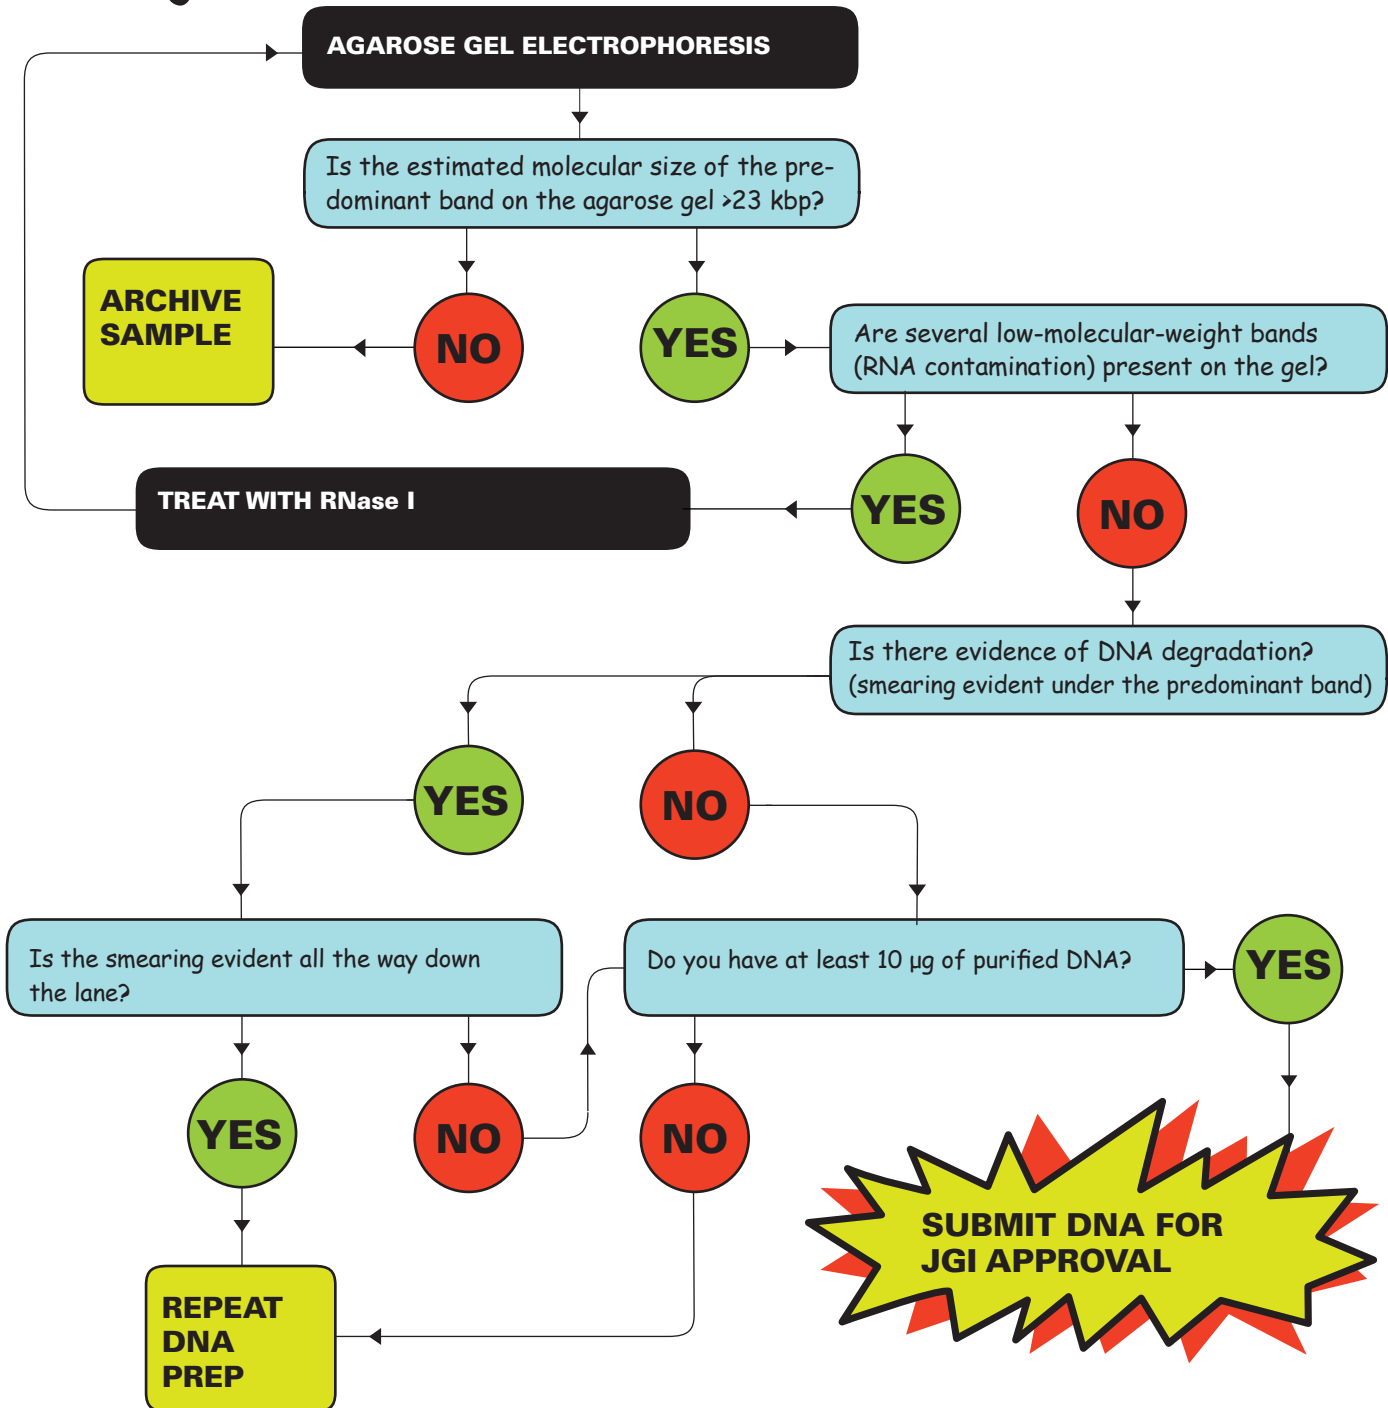 AGAROSE GEL ELECTROPHORESIS
Is the estimated molecular size of the pre-
dominant band on the agarose gel >23 kbp?
ARCHIVE
SAMPLE
NO
YES
Are several low-molecular-weight bands
(RNA contamination) present on the gel?
TREAT WITH RNase I
YES
NO
Is there evidence of DNA degradation?
(smearing evident under the predominant band)
YES
NO
Is the smearing evident all the way down
the lane?
Do you have at least 10 µg of purified DNA?
YES
YES
NO
NO
SUBMIT DNA FOR
JGI APPROVAL
REPEAT
DNA
PREP